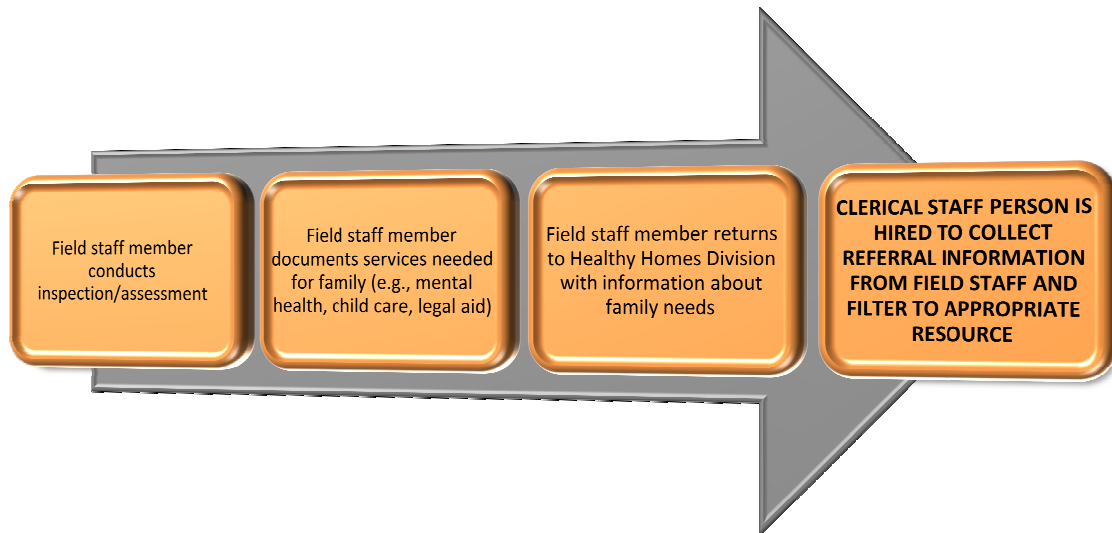 Field staff member
conducts
inspection/assessment
Field staff member
documents services needed
for family (e.g., mental
health, child care, legal aid)
Field staff member returns
to Healthy Homes Division
with information about
family needs
CLERICAL STAFF PERSON IS
HIRED TO COLLECT
REFERRAL INFORMATION
FROM FIELD STAFF AND
FILTER TO APPROPRIATE
RESOURCE